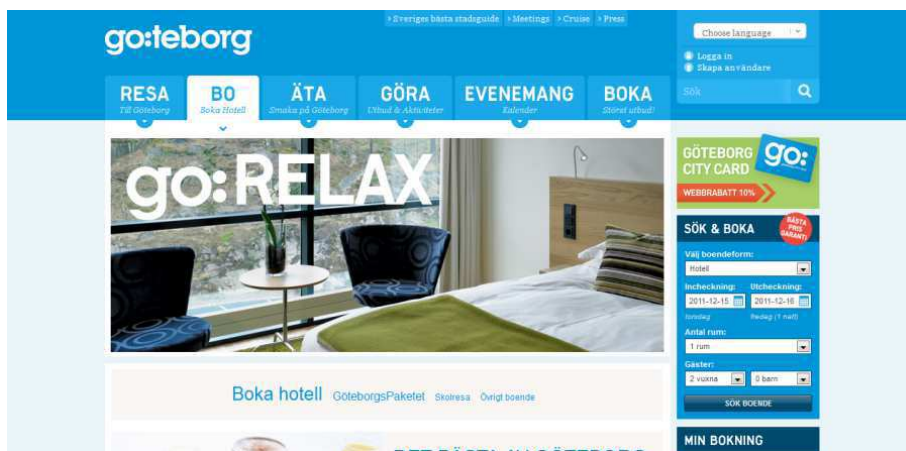 › Sveriges bästa stadsguide › Meetings › Cruise › Press
go:teborg
Choose language
Logga in
Skapa användare
Sök
RESA
Till Göteborg
BO
Boka Hotell
ÄTA
Smaka på Göteborg
GÖRA
Utbud & Aktiviteter
EVENEMANG
Kalender
BOKA
Störst utbud!
go:RELAX
GÖTEBORG
CITY CARD
go:
WEBBRABATT 10%
SÖK & BOKA
BÄSTA
PRIS
GARANTI
Välj boendeform:
Hotell
Incheckning: Utcheckning:
2011-12-15 2011-12-16
torsdag fredag (1 natt)
Antal rum:
1 rum
Gäster:
2 vuxna 0 barn
SÖK BOENDE
Boka hotell GöteborgsPaketet Skolresa Övrigt boende
MIN BOKNING